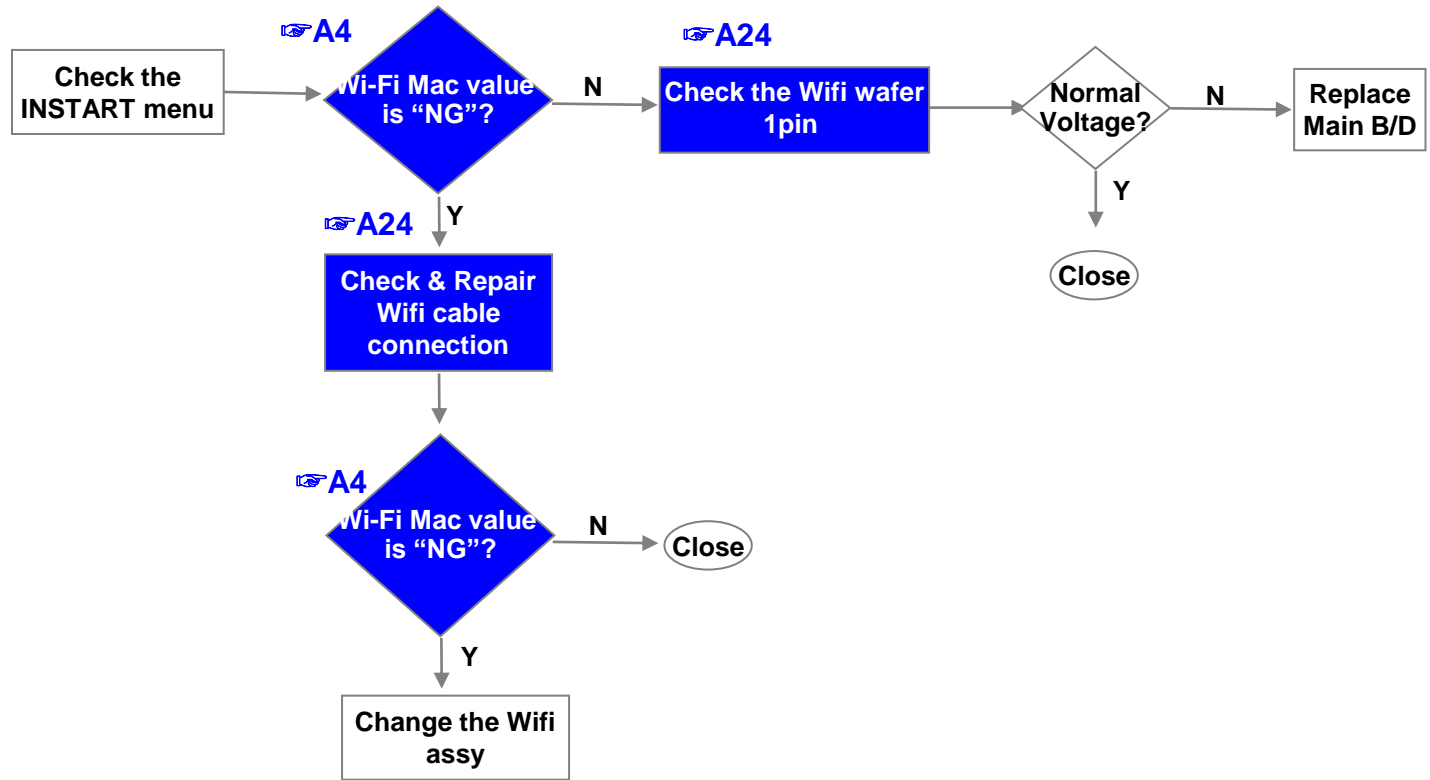 ☞A4
☞A24
Check the
INSTART menu
Wi-Fi Mac value
is “NG”?
N
Check the Wifi wafer
1pin
Normal
Voltage?
N
Replace
Main B/D
Y
Close
☞A24
Y
Check & Repair
Wifi cable
connection
☞A4
Wi-Fi Mac value
is “NG”?
N
Close
Y
Change the Wifi
assy